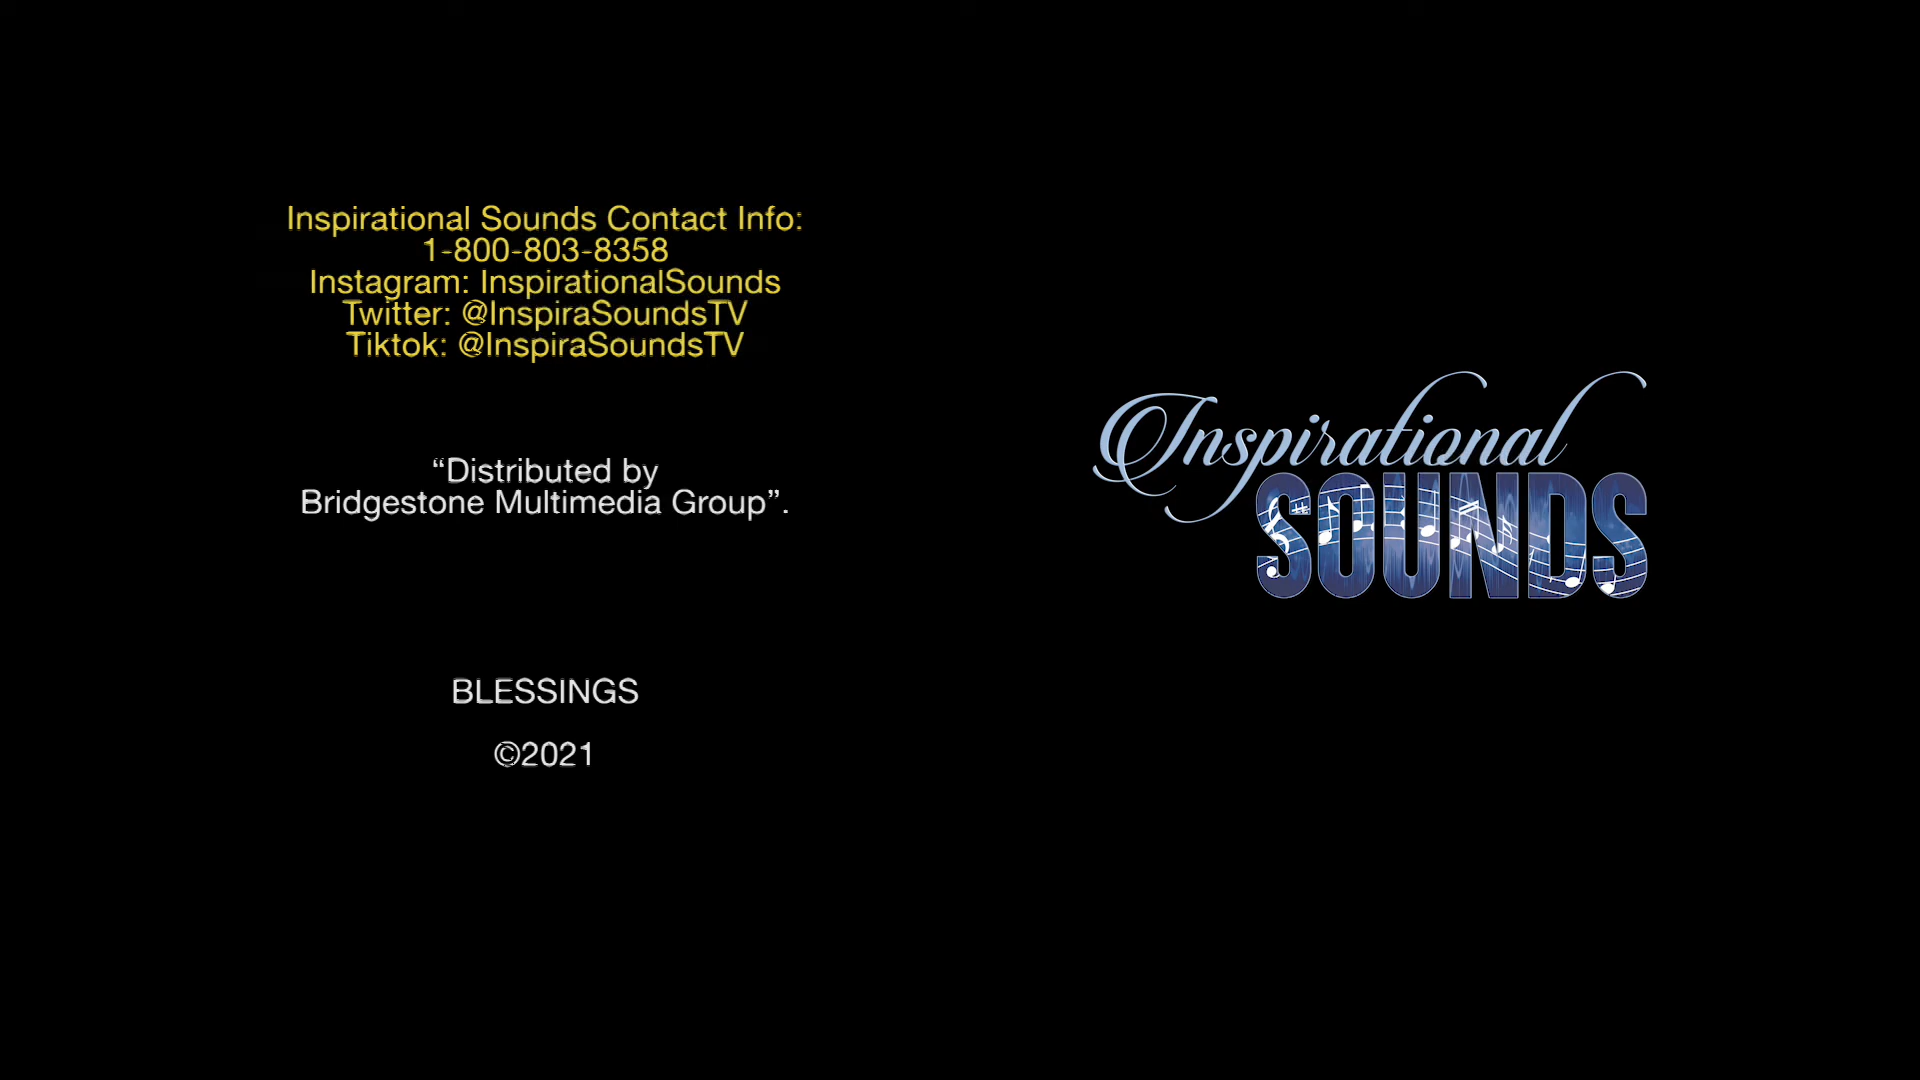 Inspirational Sounds Contact Info:
1-800-803-8358
Instagram: InspirationalSounds
Twitter: @InspiraSoundsTV
Tiktok: @InspiraSoundsTV
“Distributed by
Bridgestone Multimedia Group”.
BLESSINGS
©2021
Inspirational
SOUNDS